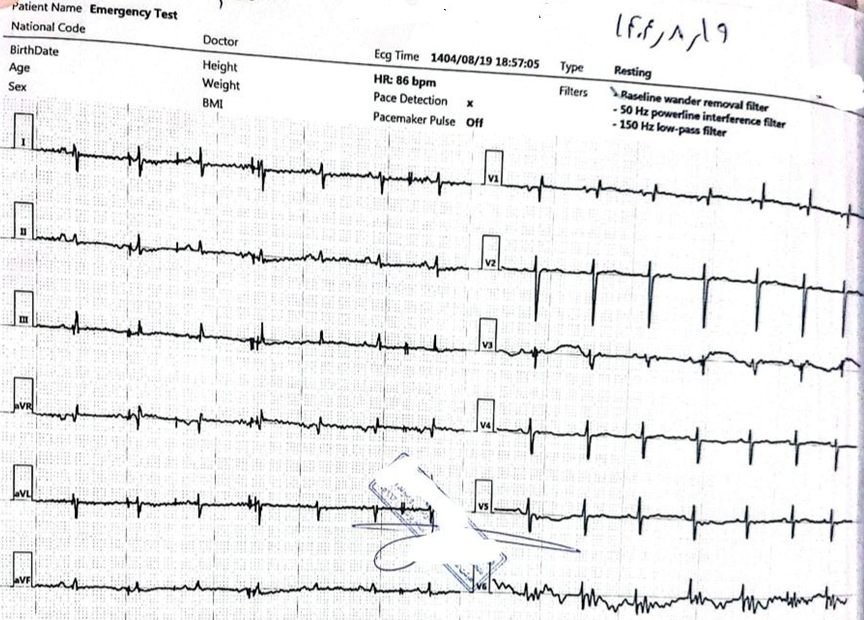 Patient Name Emergency Test
National Code
BirthDate
Age
Sex
Doctor
Height
Weight
BMI
Ecg Time 1404/08/19 18:57:05
HR: 86 bpm
Pace Detection x
Pacemaker Pulse Off
Type Resting
Filters - Baseline wander removal filter
- 50 Hz powerline interference filter
- 150 Hz low-pass filter
۱۴۰۴٫۸٫۱۹
I
II
III
aVR
aVL
aVF
V1
V2
V3
V4
V5
V6